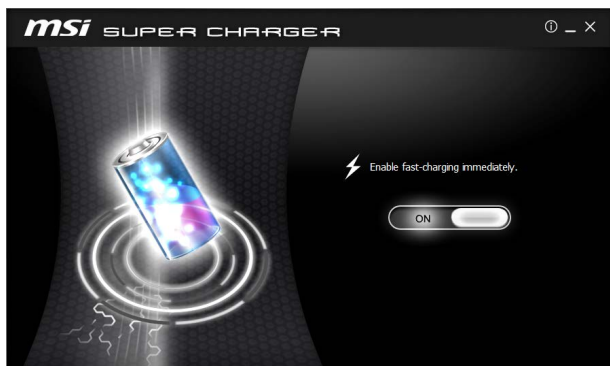 msi SUPER CHARGER
Enable fast-charging immediately.
ON